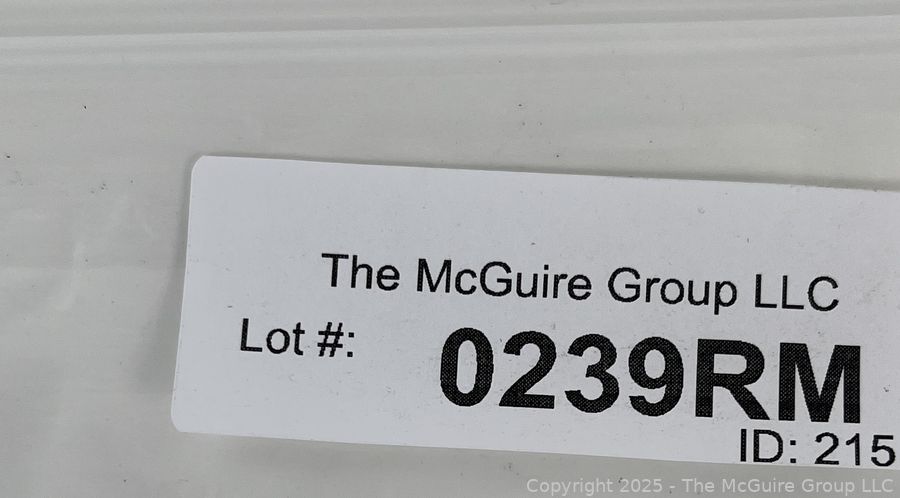 The McGuire Group LLC
Lot #: 0239RM
ID: 215
Copyright 2025 - The McGuire Group LLC